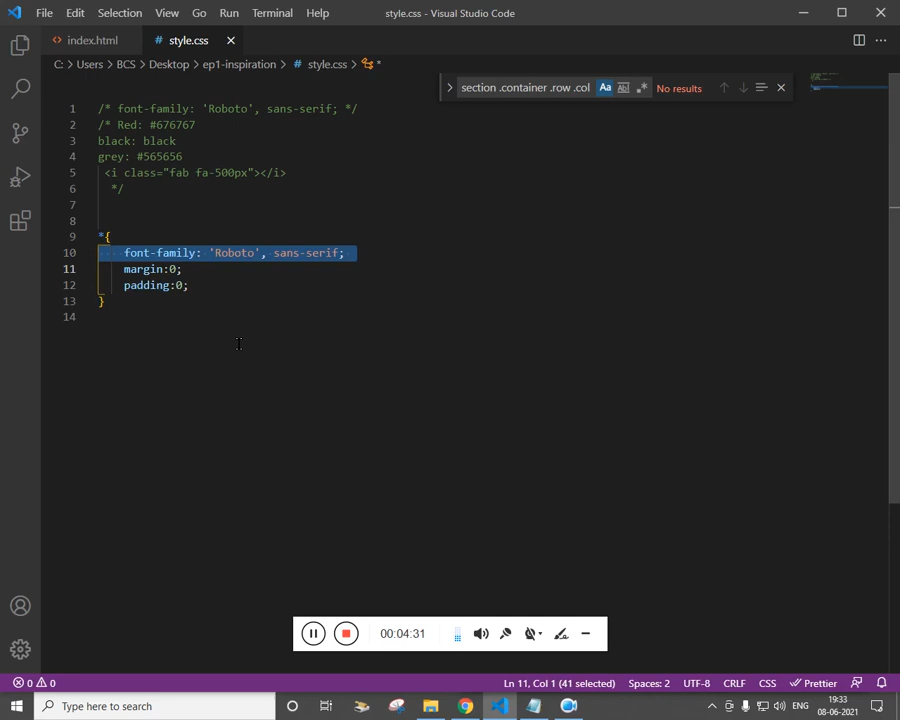 File Edit Selection View Go Run Terminal Help style.css - Visual Studio Code
index.html # style.css
C: > Users > BCS > Desktop > ep1-inspiration > # style.css > *
section .container .row .col Aa No results
1 /* font-family: 'Roboto', sans-serif; */
2 /* Red: #676767
3 black: black
4 grey: #565656
5 <i class="fab fa-500px"></i>
6 */
7
8
9 *{
10 font-family: 'Roboto', sans-serif;
11 margin:0;
12 padding:0;
13 }
14
00:04:31
0 0 Ln 11, Col 1 (41 selected) Spaces: 2 UTF-8 CRLF CSS Prettier
Type here to search ENG 19:33
08-06-2021